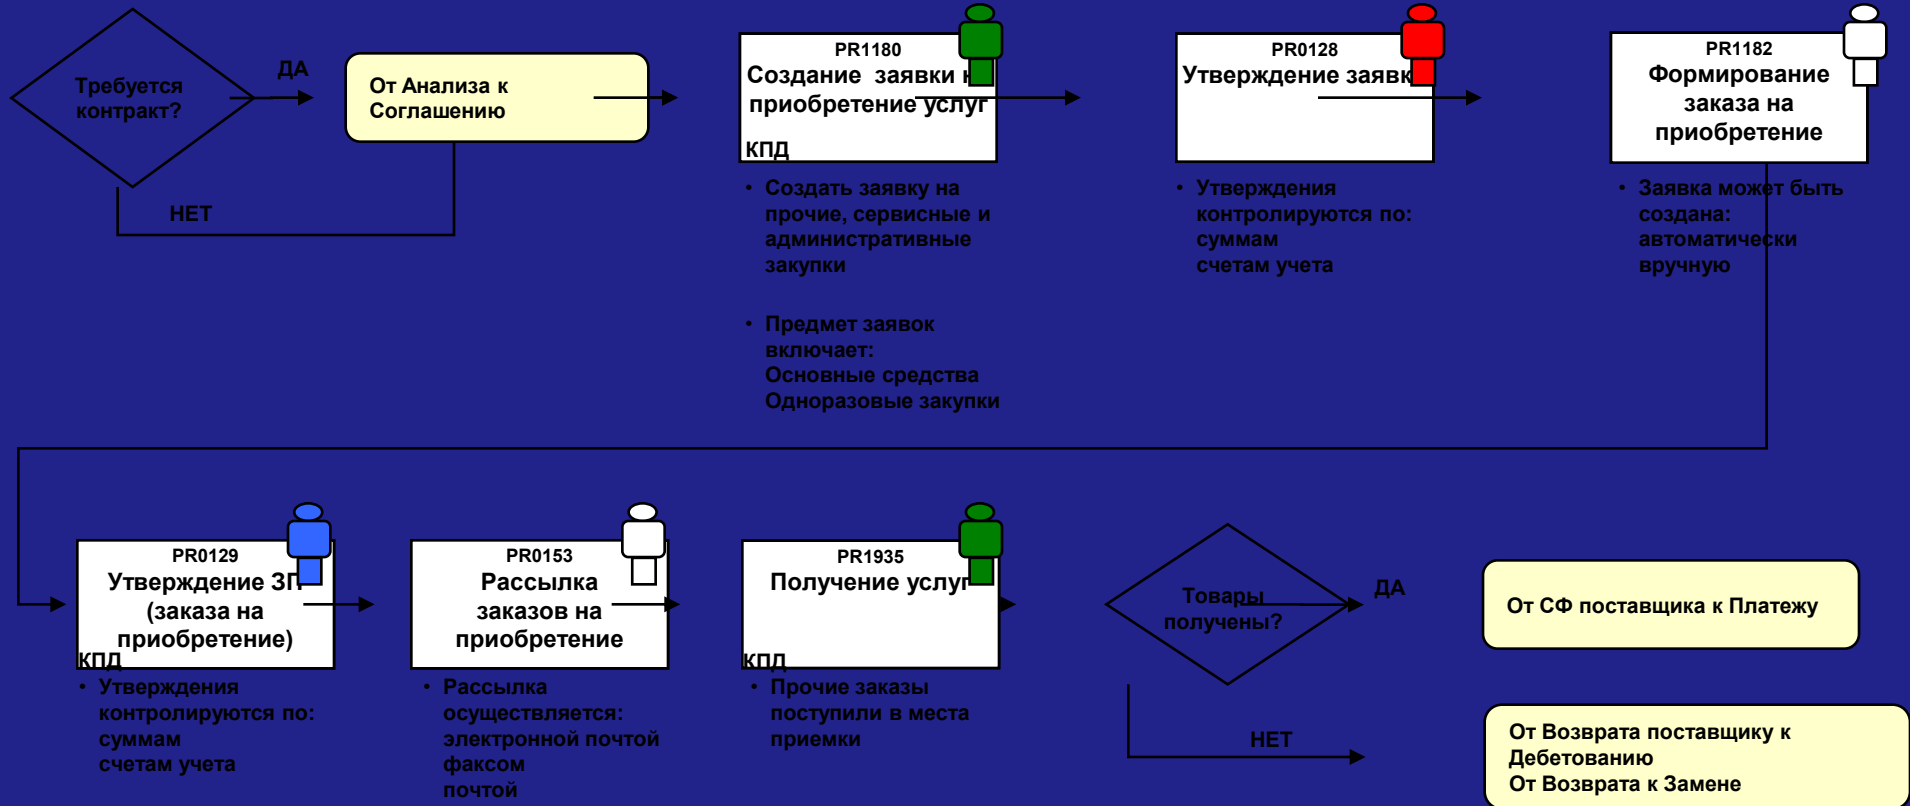 Требуется
контракт?
ДА
НЕТ
От Анализа к
Соглашению
PR1180
Создание заявки н
приобретение услуг
КПД
• Создать заявку на
прочие, сервисные и
административные
закупки
• Предмет заявок
включает:
Основные средства
Одноразовые закупки
PR0128
Утверждение заявк
• Утверждения
контролируются по:
суммам
счетам учета
PR1182
Формирование
заказа на
приобретение
• Заявка может быть
создана:
автоматически
вручную
PR0129
Утверждение ЗП
(заказа на
приобретение)
КПД
• Утверждения
контролируются по:
суммам
счетам учета
PR0153
Рассылка
заказов на
приобретение
• Рассылка
осуществляется:
электронной почтой
факсом
почтой
PR1935
Получение услуг
КПД
• Прочие заказы
поступили в места
приемки
Товары
получены?
ДА
НЕТ
От СФ поставщика к Платежу
От Возврата поставщику к
Дебетованию
От Возврата к Замене